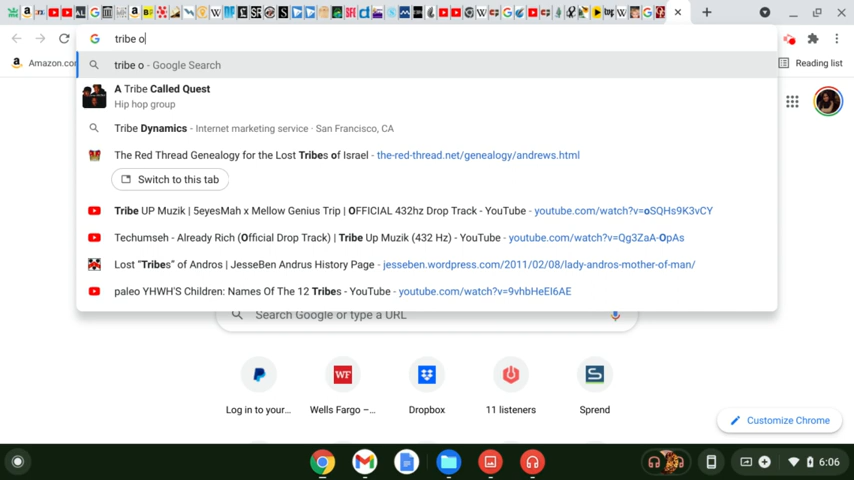 tribe o
Amazon.co
Reading list
tribe o - Google Search
A Tribe Called Quest
Hip hop group
Tribe Dynamics - Internet marketing service · San Francisco, CA
The Red Thread Genealogy for the Lost Tribes of Israel - the-red-thread.net/genealogy/andrews.html
Switch to this tab
Tribe UP Muzik | 5eyesMah x Mellow Genius Trip | OFFICIAL 432hz Drop Track - YouTube - youtube.com/watch?v=oSQHs9K3vCY
Techumseh - Already Rich (Official Drop Track) | Tribe Up Muzik (432 Hz) - YouTube - youtube.com/watch?v=Qg3ZaA-OpAs
Lost “Tribes” of Andros | JesseBen Andrus History Page - jesseben.wordpress.com/2011/02/08/lady-andros-mother-of-man/
paleo YHWH'S Children: Names Of The 12 Tribes - YouTube - youtube.com/watch?v=9vhbHeEI6AE
Search Google or type a URL
WF
Log in to your...
Wells Fargo –...
Dropbox
11 listeners
Sprend
Customize Chrome
6:06